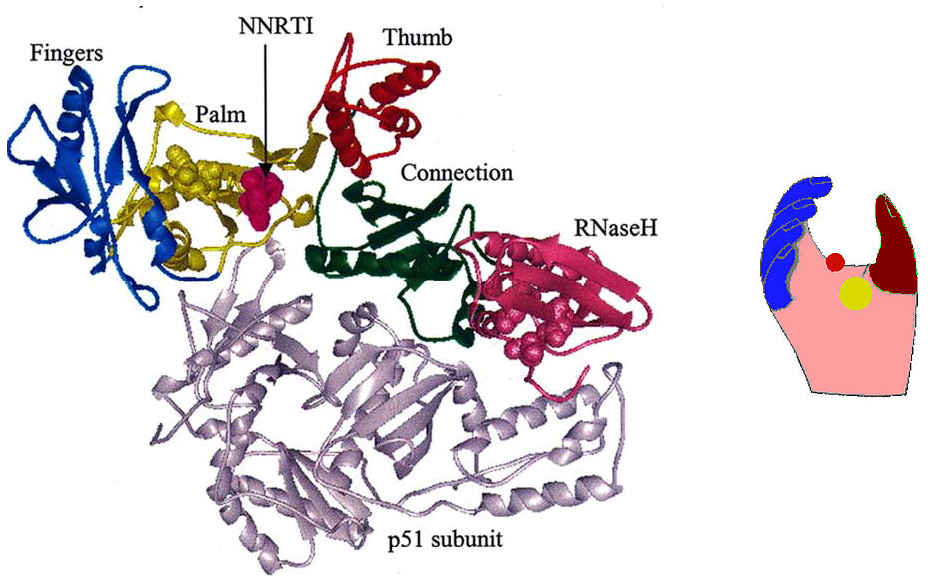 NNRTI
Thumb
Fingers
Palm
Connection
RNaseH
p51 subunit